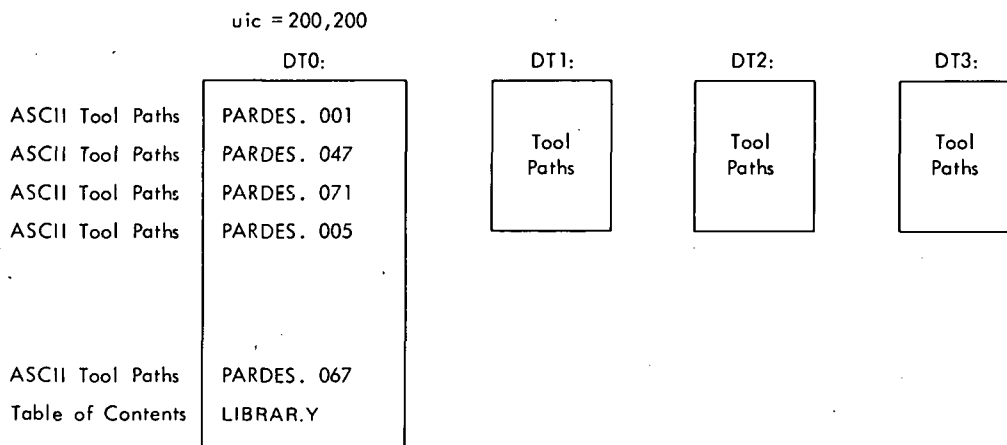 uic = 200,200
DT0: DT1: DT2: DT3:
ASCII Tool Paths PARDES. 001
ASCII Tool Paths PARDES. 047
ASCII Tool Paths PARDES. 071
ASCII Tool Paths PARDES. 005
Tool
Paths
Tool
Paths
Tool
Paths
ASCII Tool Paths PARDES. 067
Table of Contents LIBRAR.Y